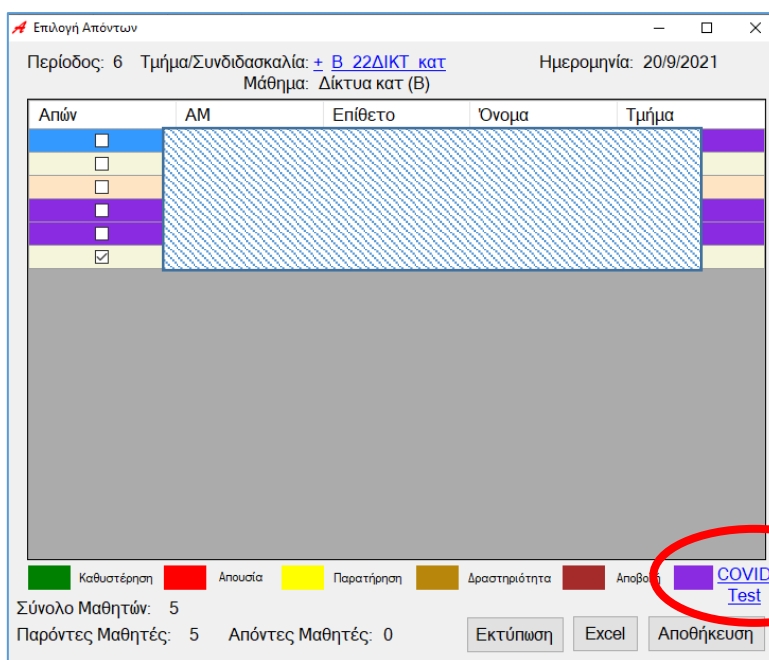 Επιλογή Απόντων
Περίοδος: 6 Τμήμα/Συνδιδασκαλία: + Β_22ΔΙΚΤ_κατ Ημερομηνία: 20/9/2021
Μάθημα: Δίκτυα κατ (Β)
Απών ΑΜ Επίθετο Όνομα Τμήμα
Καθυστέρηση Απουσία Παρατήρηση Δραστηριότητα Αποβολή COVID
Test
Σύνολο Μαθητών: 5
Παρόντες Μαθητές: 5 Απόντες Μαθητές: 0 Εκτύπωση Excel Αποθήκευση